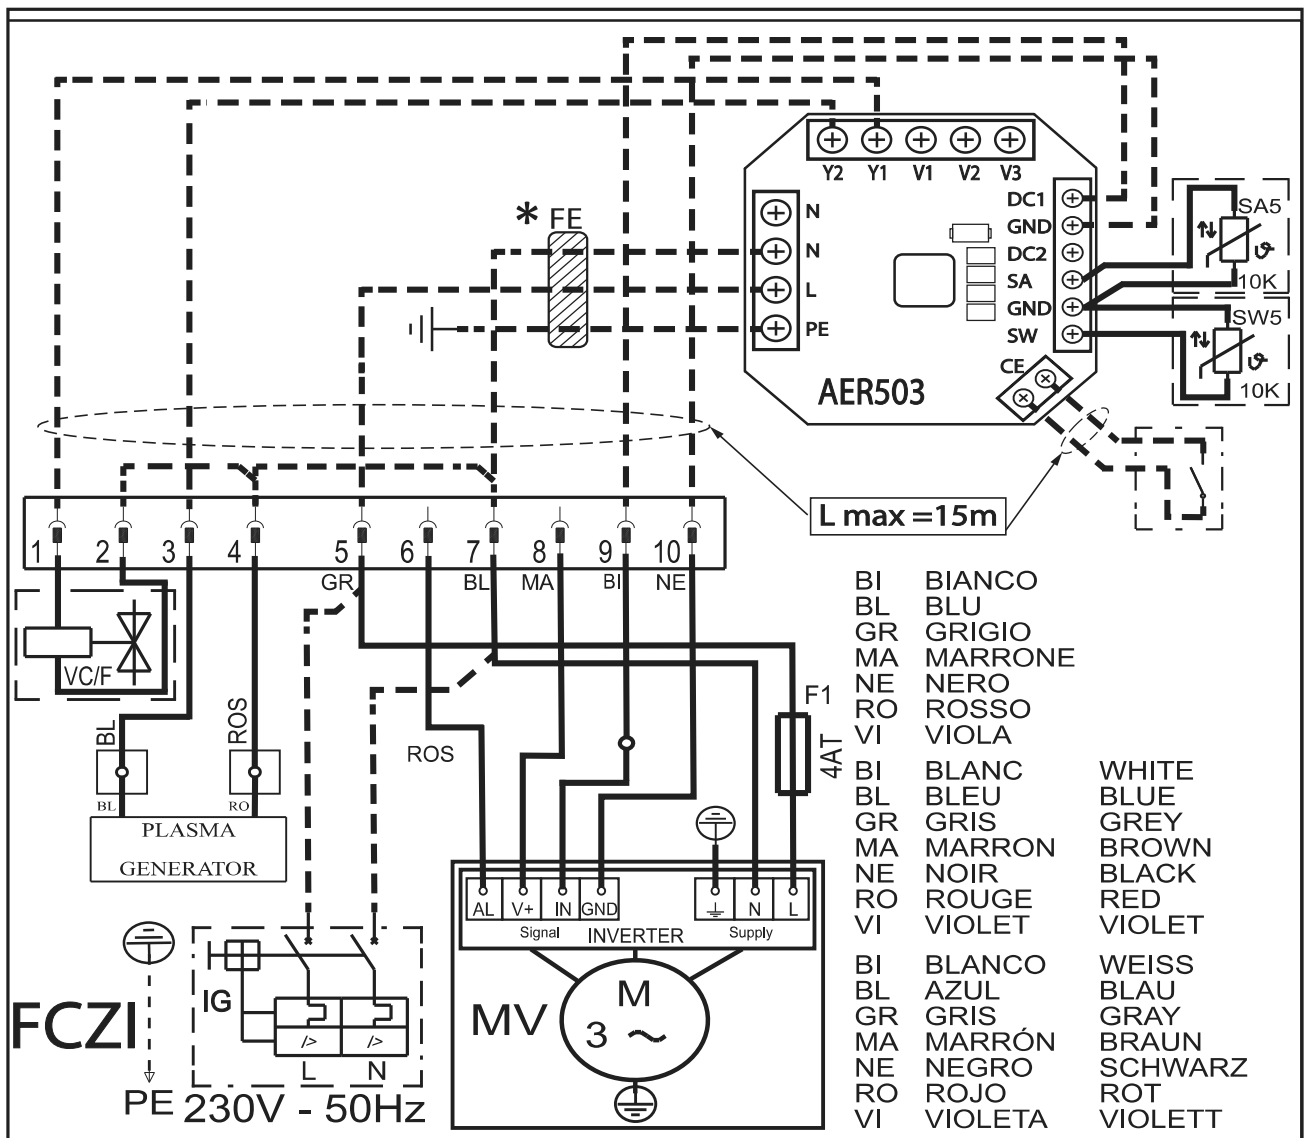 Y2 Y1 V1 V2 V3
N
N
L
PE
DC1
GND
DC2
SA
GND
SW
CE
AER503
* FE
SA5
10K
SW5
10K
L max =15m
1 2 3 4 5 6 7 8 9 10
GR BL MA BI NE
VC/F
BL
ROS
ROS
F1
4AT
BL
RO
PLASMA
GENERATOR
AL V+ IN GND N L
Signal INVERTER Supply
MV
M
3 ~
IG
/> />
L N
FCZI
PE
230V - 50Hz
BI BIANCO
BL BLU
GR GRIGIO
MA MARRONE
NE NERO
RO ROSSO
VI VIOLA
BI BLANC WHITE
BL BLEU BLUE
GR GRIS GREY
MA MARRON BROWN
NE NOIR BLACK
RO ROUGE RED
VI VIOLET VIOLET
BI BLANCO WEISS
BL AZUL BLAU
GR GRIS GRAY
MA MARRÓN BRAUN
NE NEGRO SCHWARZ
RO ROJO ROT
VI VIOLETA VIOLETT